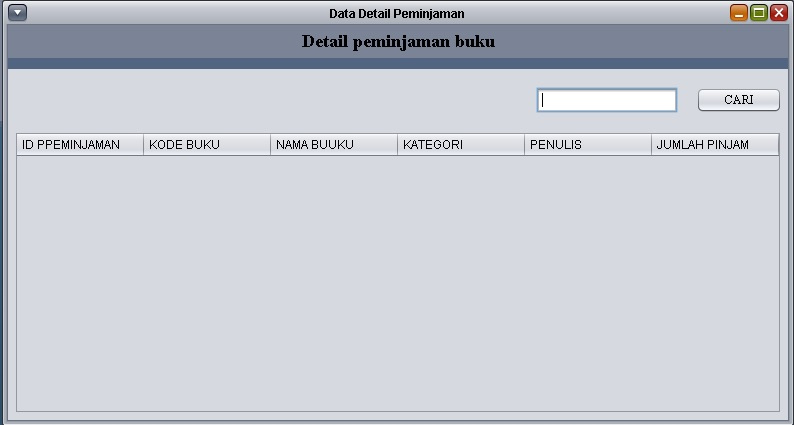 Data Detail Peminjaman
Detail peminjaman buku
CARI
ID PPEMINJAMAN KODE BUKU NAMA BUUKU KATEGORI PENULIS JUMLAH PINJAM